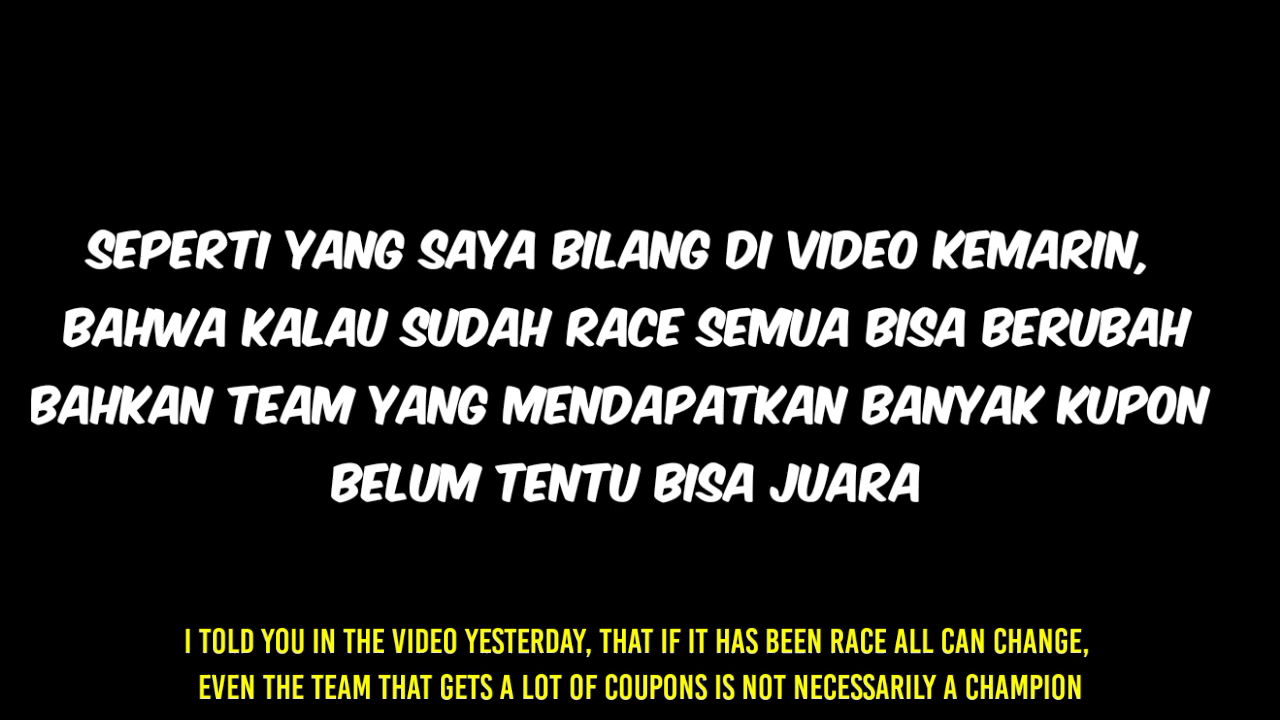 SEPERTI YANG SAYA BILANG DI VIDEO KEMARIN,
BAHWA KALAU SUDAH RACE SEMUA BISA BERUBAH
BAHKAN TEAM YANG MENDAPATKAN BANYAK KUPON
BELUM TENTU BISA JUARA
I TOLD YOU IN THE VIDEO YESTERDAY, THAT IF IT HAS BEEN RACE ALL CAN CHANGE,
EVEN THE TEAM THAT GETS A LOT OF COUPONS IS NOT NECESSARILY A CHAMPION